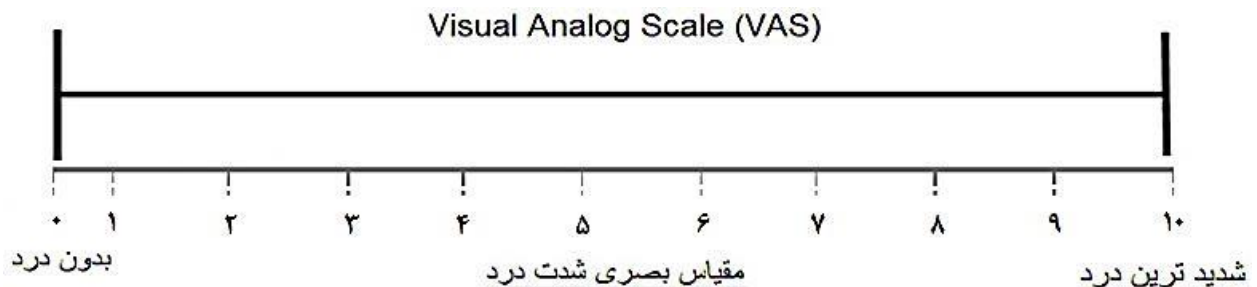 Visual Analog Scale (VAS)
۰ ۱ ۲ ۳ ۴ ۵ ۶ ۷ ۸ ۹ ۱۰
بدون درد
مقیاس بصری شدت درد
شدید ترین درد